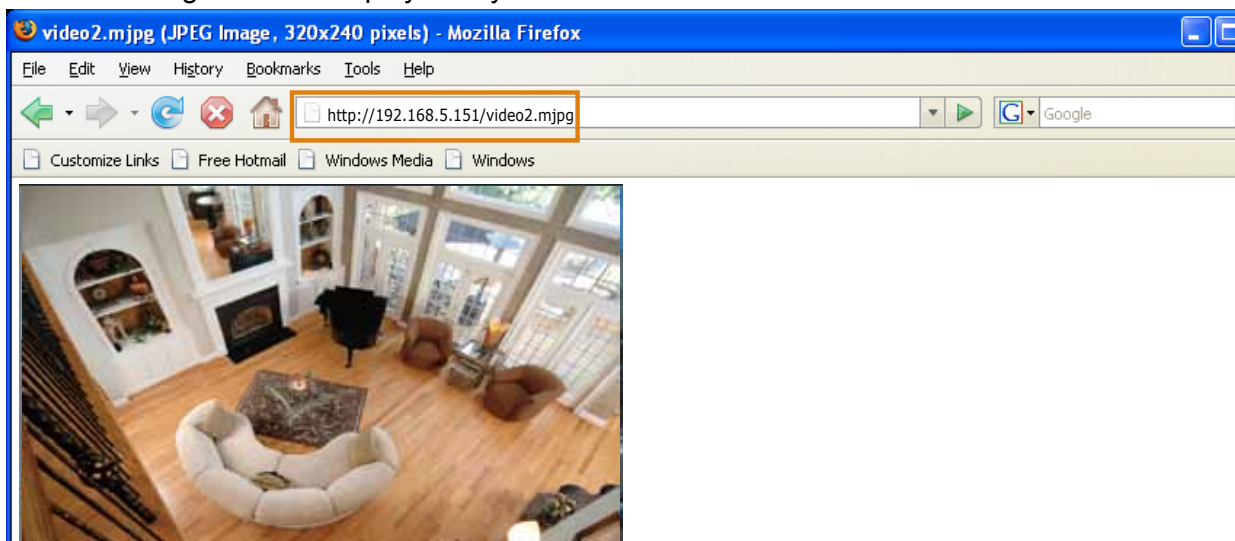 video2.mjpg (JPEG Image, 320x240 pixels) - Mozilla Firefox
File Edit View History Bookmarks Tools Help
http://192.168.5.151/video2.mjpg G Google
Customize Links Free Hotmail Windows Media Windows